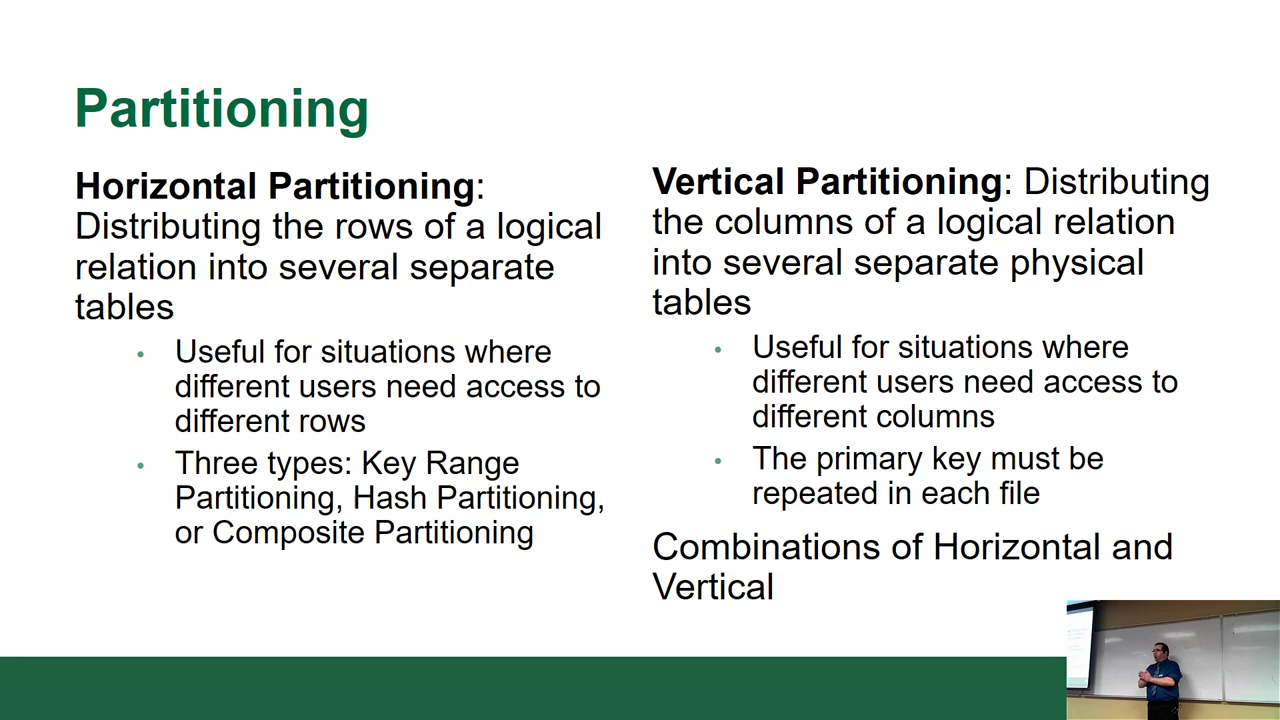 Partitioning
Horizontal Partitioning:
Distributing the rows of a logical
relation into several separate
tables
• Useful for situations where
different users need access to
different rows
• Three types: Key Range
Partitioning, Hash Partitioning,
or Composite Partitioning
Vertical Partitioning: Distributing
the columns of a logical relation
into several separate physical
tables
• Useful for situations where
different users need access to
different columns
• The primary key must be
repeated in each file
Combinations of Horizontal and
Vertical